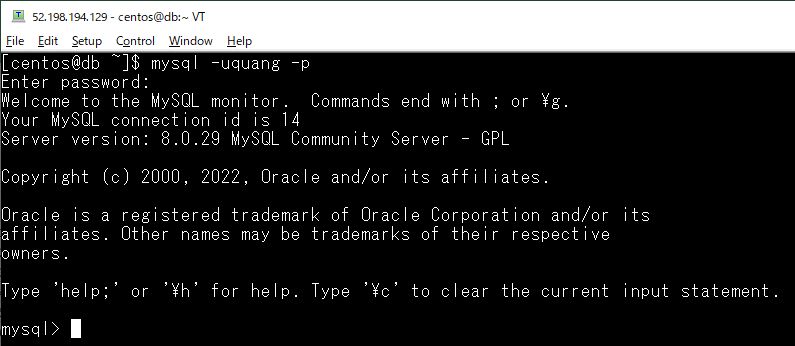 52.198.194.129 - centos@db:~ VT
File Edit Setup Control Window Help
[centos@db ~]$ mysql -uquang -p
Enter password:
Welcome to the MySQL monitor.  Commands end with ; or ¥g.
Your MySQL connection id is 14
Server version: 8.0.29 MySQL Community Server - GPL
Copyright (c) 2000, 2022, Oracle and/or its affiliates.
Oracle is a registered trademark of Oracle Corporation and/or its
affiliates. Other names may be trademarks of their respective
owners.
Type 'help;' or '¥h' for help. Type '¥c' to clear the current input statement.
mysql>